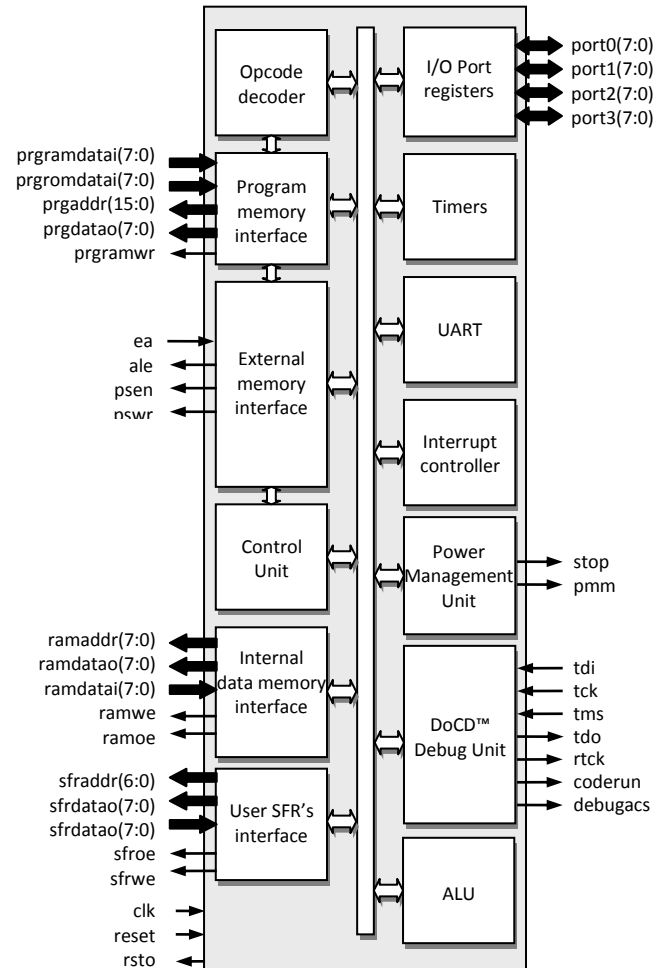 Opcode
decoder
I/O Port
registers
port0(7:0)
port1(7:0)
port2(7:0)
port3(7:0)
prgramdatai(7:0)
prgromdatai(7:0)
prgaddr(15:0)
prgdatao(7:0)
prgramwr
Program
memory
interface
Timers
ea
ale
psen
pswr
External
memory
interface
UART
Interrupt
controller
Control
Unit
Power
Management
Unit
stop
pmm
ramaddr(7:0)
ramdatao(7:0)
ramdatai(7:0)
ramwe
ramoe
Internal
data memory
interface
DoCD™
Debug Unit
tdi
tck
tms
tdo
rtck
coderun
debugacs
sfraddr(6:0)
sfrdatao(7:0)
sfrdatao(7:0)
sfroe
sfrwe
User SFR's
interface
ALU
clk
reset
rsto